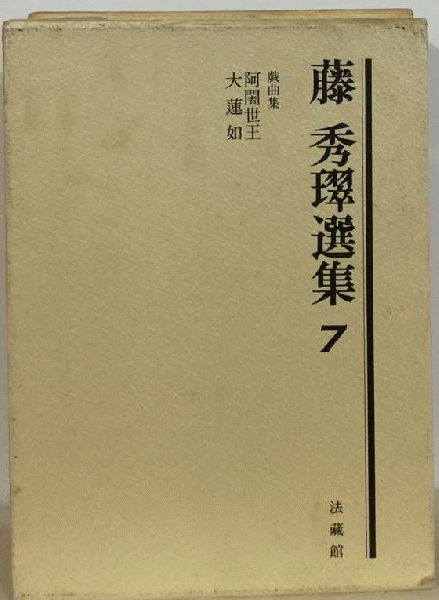 藤 秀璻選集 7
戯曲集
阿闍世王
大蓮如
法藏館